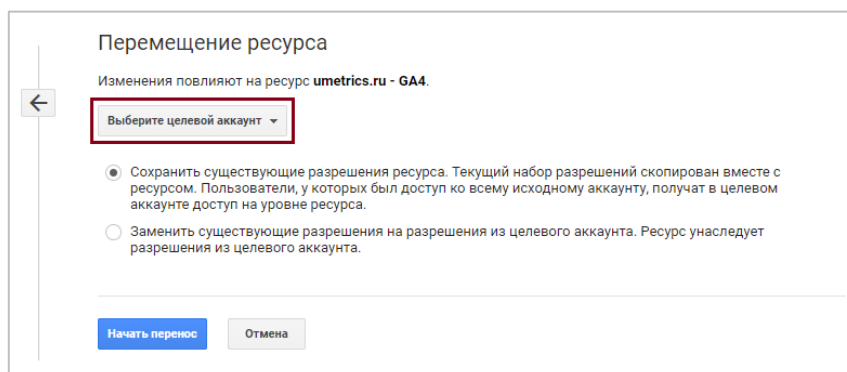 Перемещение ресурса
Изменения повлияют на ресурс umetrics.ru - GA4.
Выберите целевой аккаунт
Сохранить существующие разрешения ресурса. Текущий набор разрешений скопирован вместе с
ресурсом. Пользователи, у которых был доступ ко всему исходному аккаунту, получат в целевом
аккаунте доступ на уровне ресурса.
Заменить существующие разрешения на разрешения из целевого аккаунта. Ресурс унаследует
разрешения из целевого аккаунта.
Начать перенос
Отмена